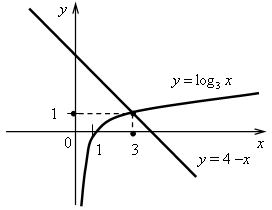 y
y = log₃ x
1
x
0
1
3
y = 4 – x